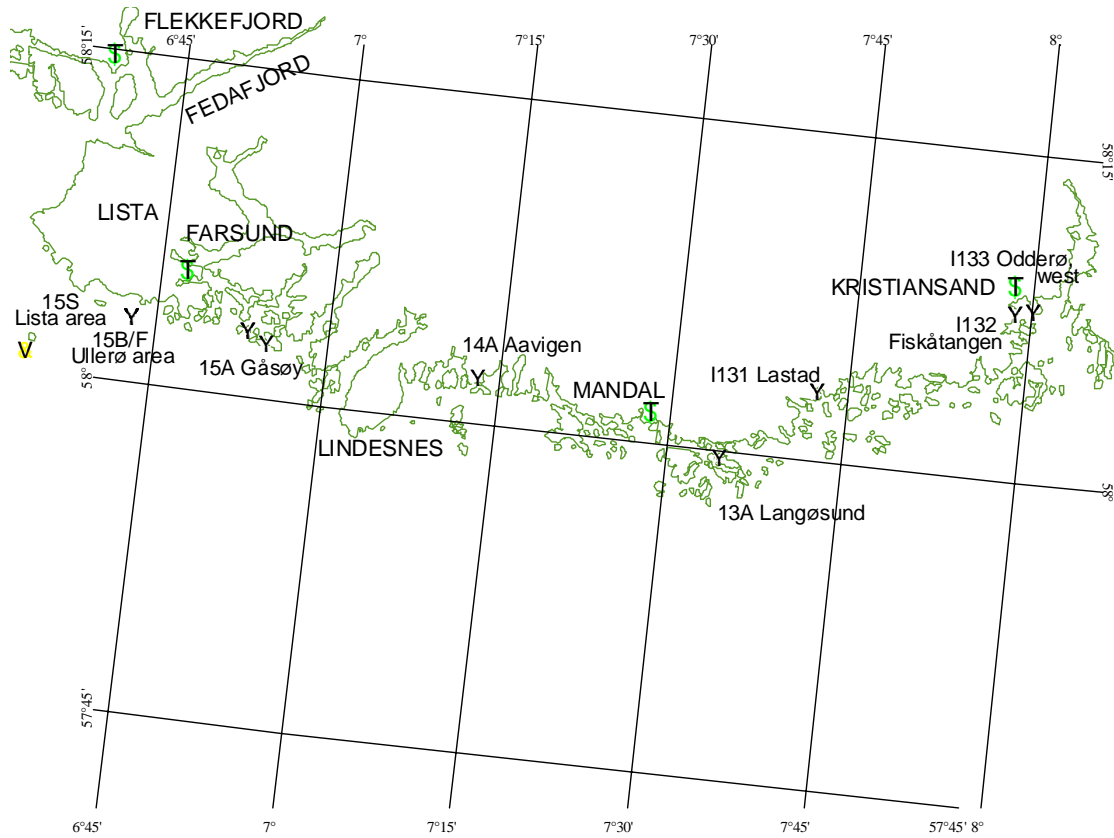 FLEKKEFJORD
58°15'
6°45'
7°
7°15'
7°30'
7°45'
8°
T
S
FEDAFJORD
58°15'
LISTA
FARSUND
T
S
I133 Odderø,
west
KRISTIANSAND
T
S
15S
Lista area
Y
Y
Y
Y
Y
I132
Fiskåtangen
15B/F
Ullerø area
V
14A Aavigen
Y
15A Gåsøy
58°
I131 Lastad
Y
MANDAL
T
S
LINDESNES
Y
58°
13A Langøsund
57°45'
6°45'
7°
7°15'
7°30'
7°45'
57°45'
8°